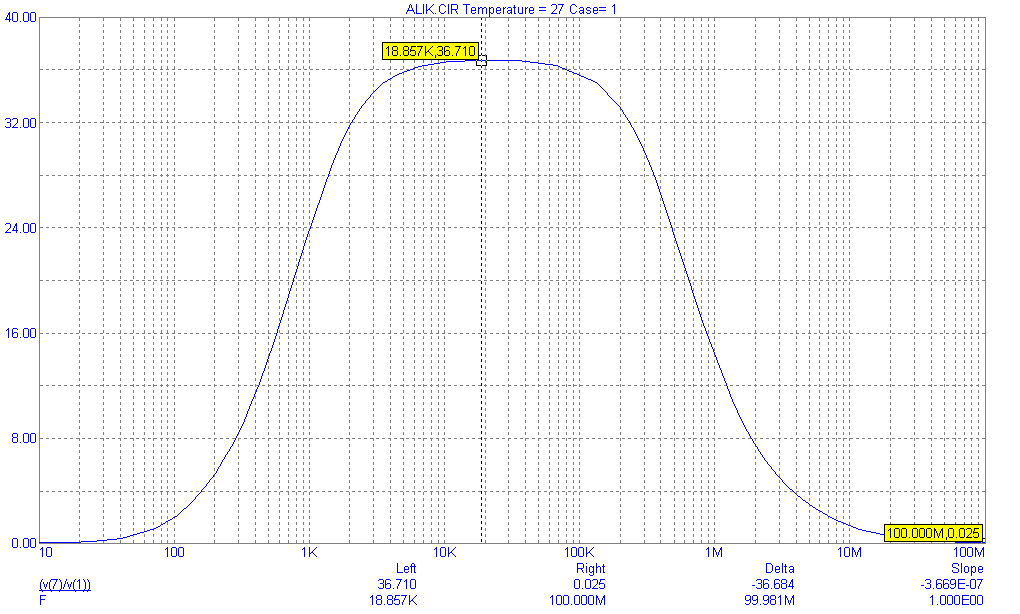 ALIK.CIR Temperature = 27 Case= 1
40.00
18.857K,36.710
32.00
24.00
16.00
8.00
100.000M,0.025
0.00
10 100 1K 10K 100K 1M 10M 100M
Left Right Delta Slope
(v(7)/v(1)) 36.710 0.025 -36.684 -3.669E-07
F 18.857K 100.000M 99.981M 1.000E00